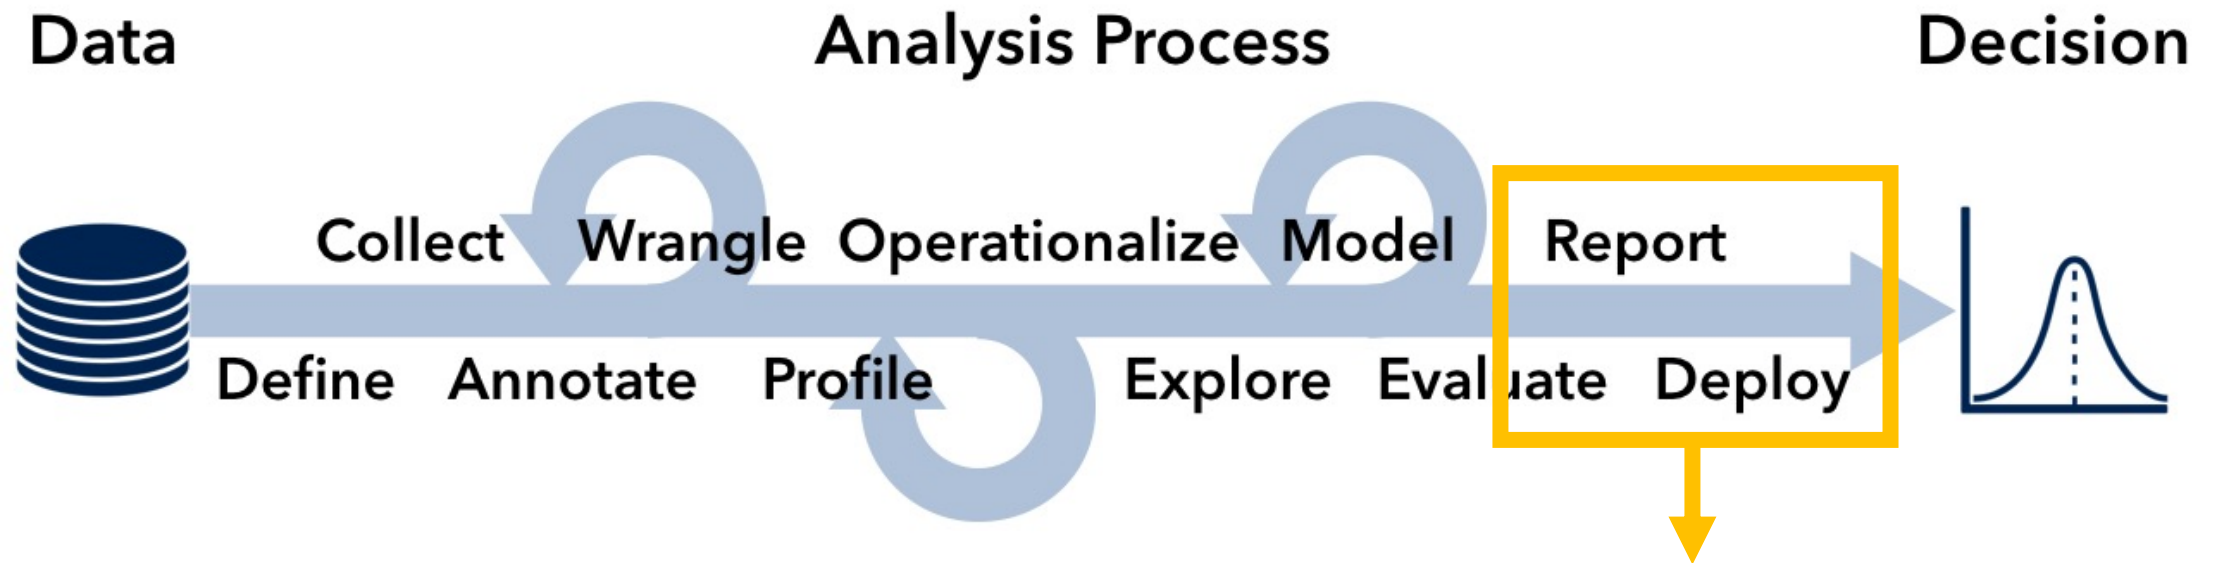 Data Analysis Process Decision
Collect Wrangle Operationalize Model Report
Define Annotate Profile Explore Evaluate Deploy